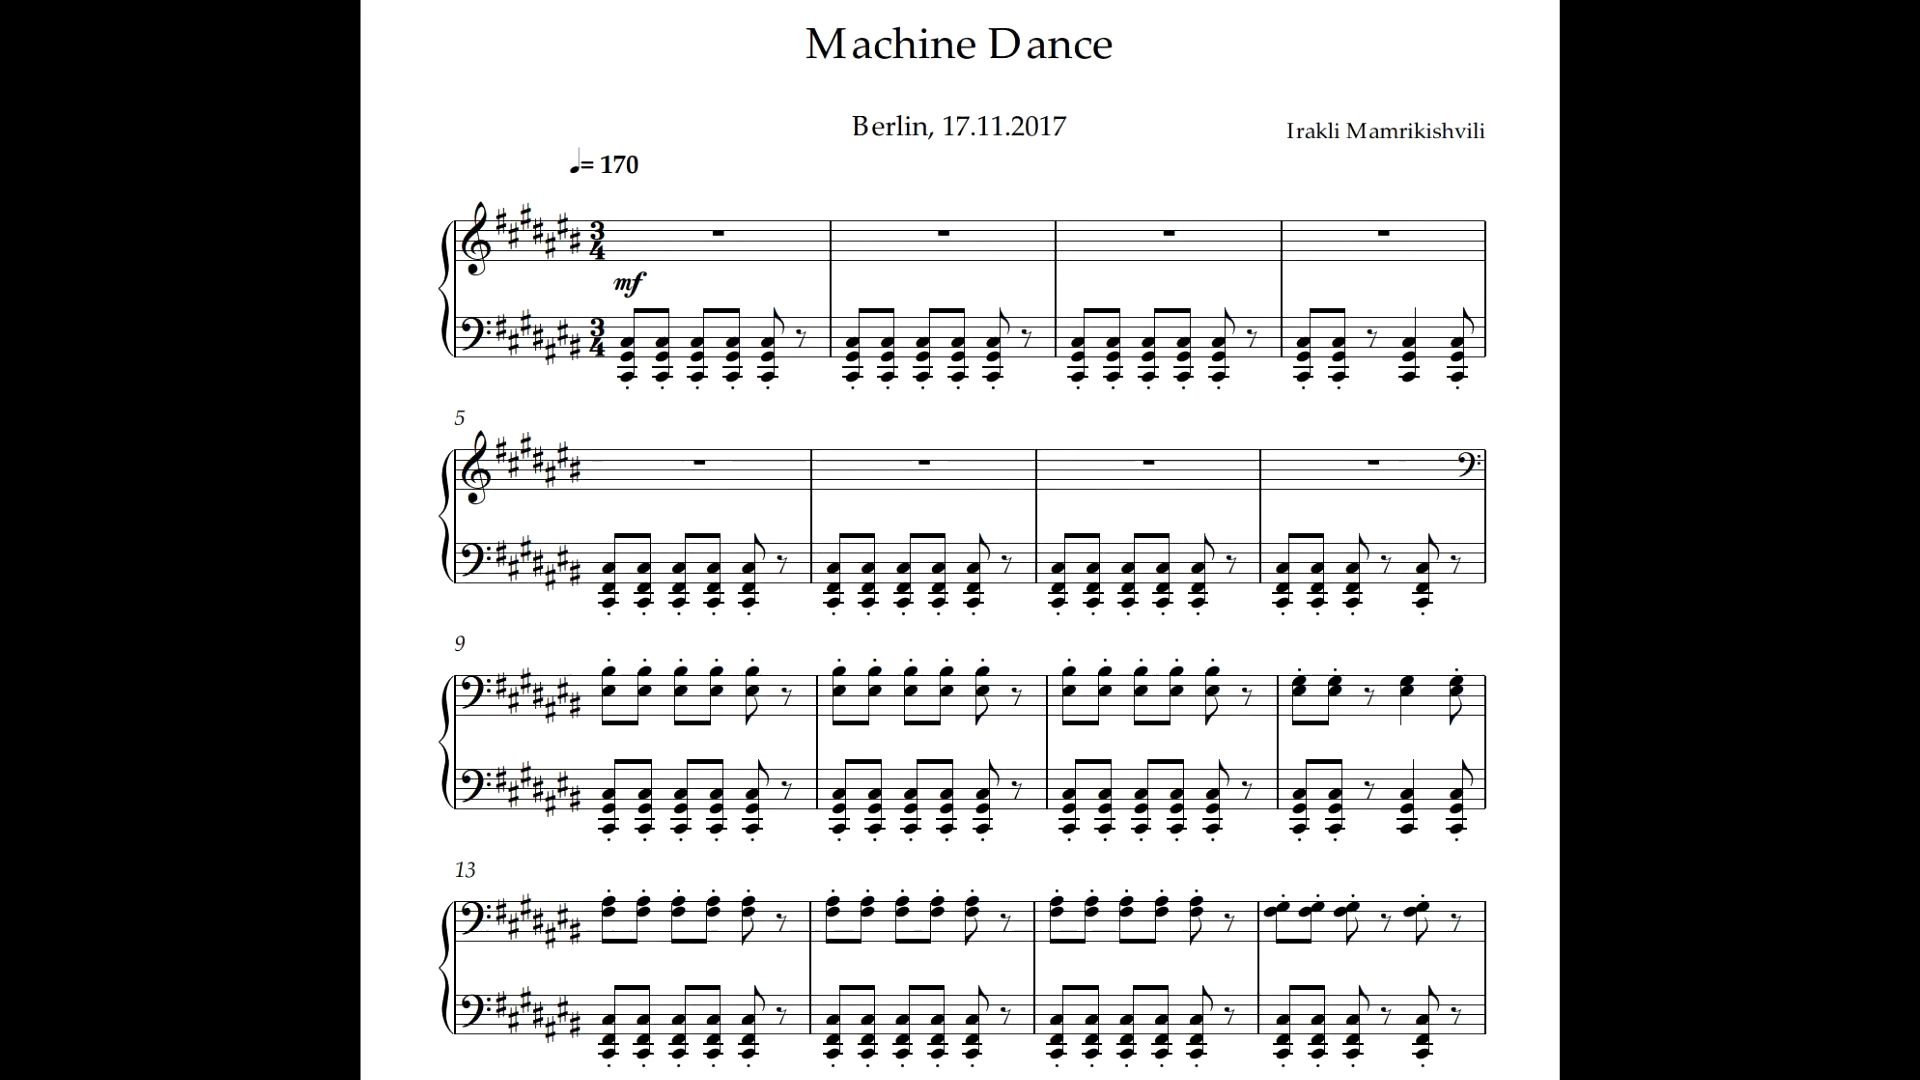 Machine Dance
Berlin, 17.11.2017
Irakli Mamrikishvili
= 170
3
4
mf
3
4
5
9
13